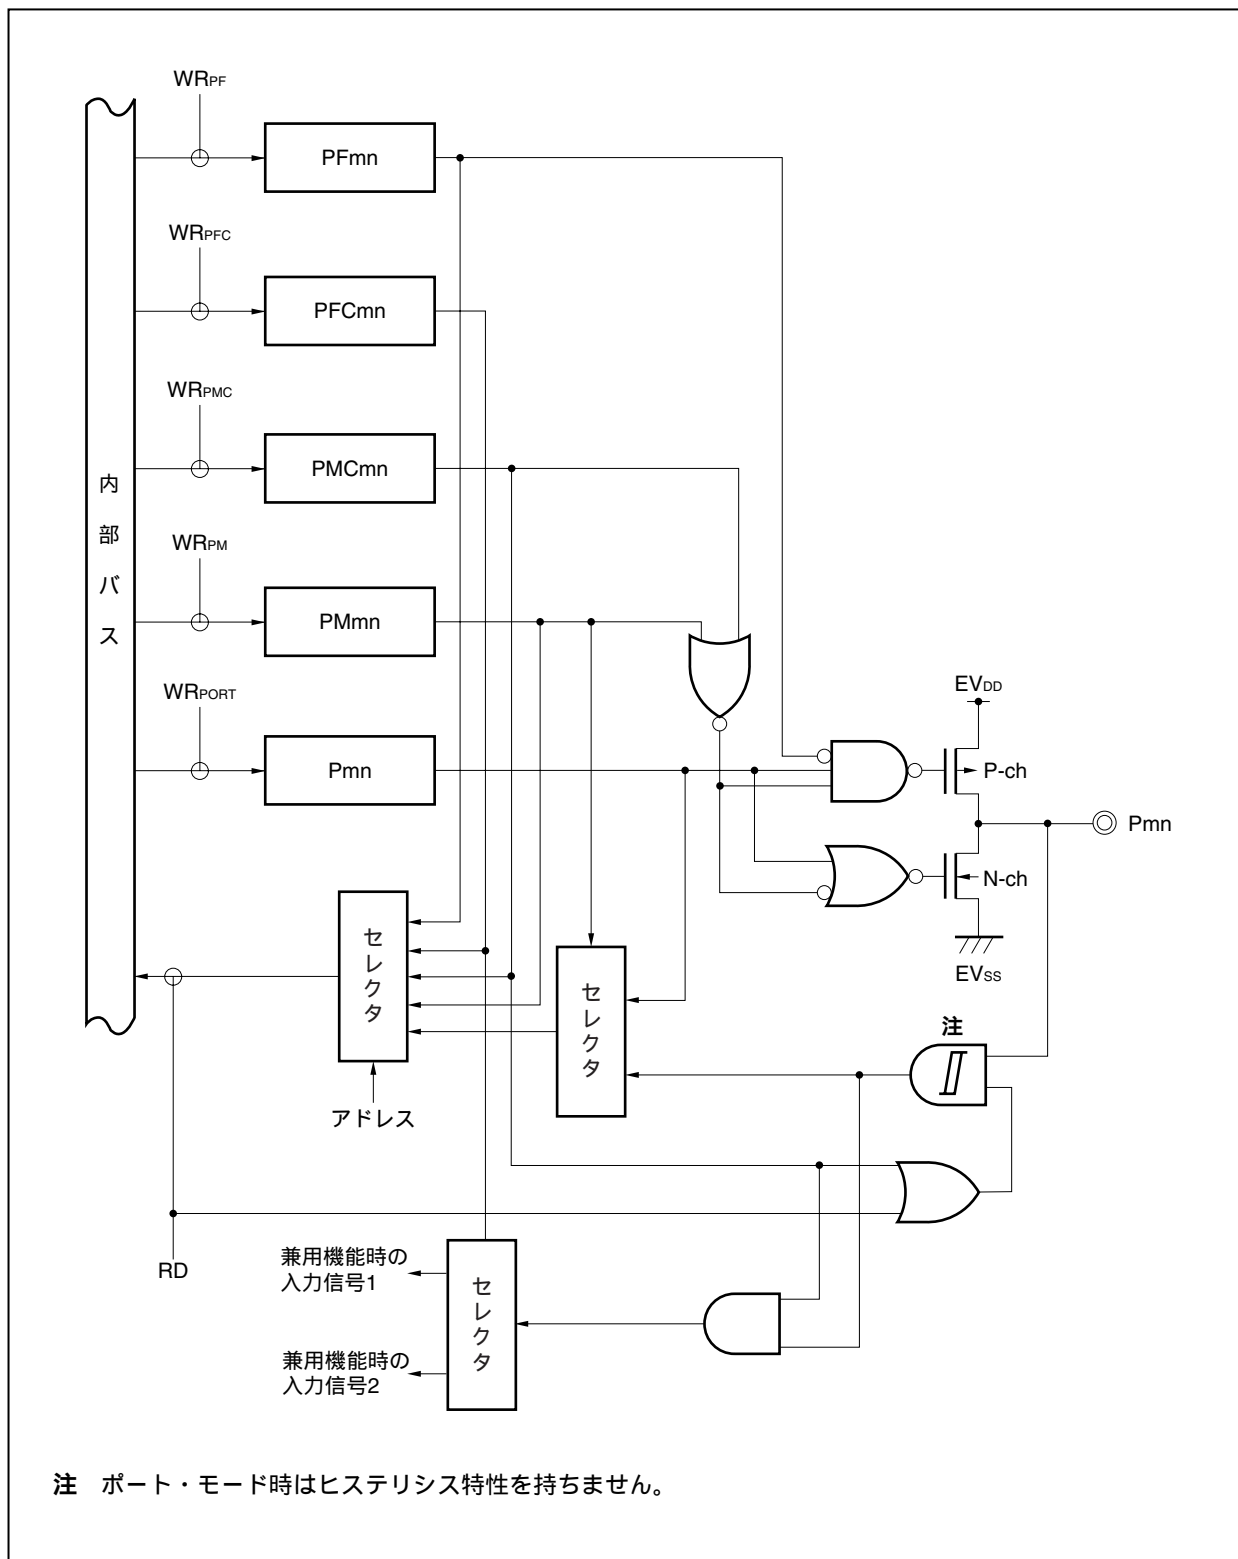 WRPF
PFmn
WRPFC
PFCmn
WRPMC
PMCmn
内部バス
WRPM
PMmn
WRPORT
Pmn
EVDD
P-ch
Pmn
N-ch
EVSS
セレクタ
セレクタ
注
アドレス
RD
兼用機能時の
入力信号1
セレクタ
兼用機能時の
入力信号2
注 ポート・モード時はヒステリシス特性を持ちません。